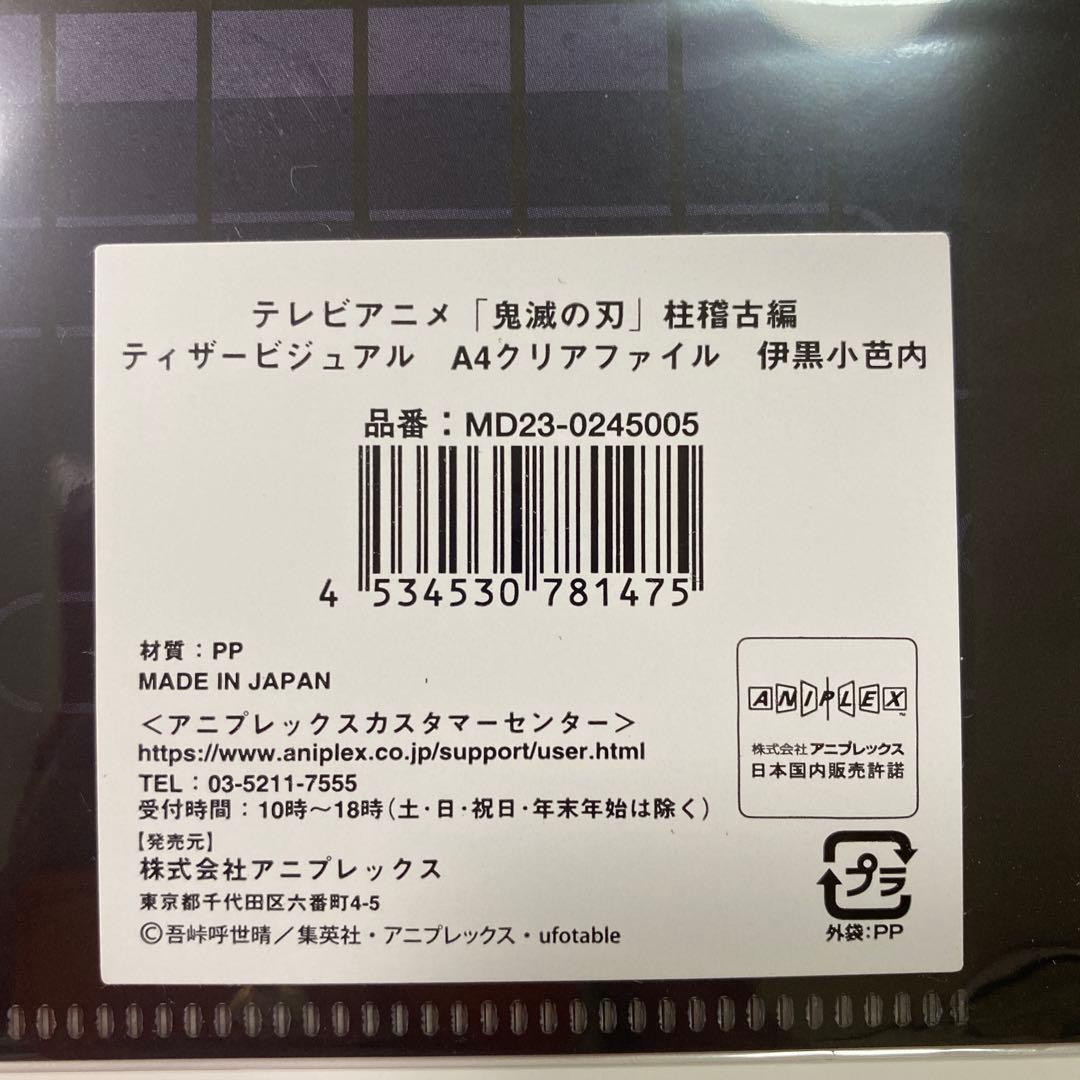 テレビアニメ「鬼滅の刃」柱稽古編
ティザービジュアル　A4クリアファイル　伊黒小芭内
品番：MD23-0245005
4 534530 781475
材質：PP
MADE IN JAPAN
＜アニプレックスカスタマーセンター＞
https://www.aniplex.co.jp/support/user.html
TEL：03-5211-7555
受付時間：10時〜18時（土・日・祝日・年末年始は除く）
【発売元】
株式会社アニプレックス
東京都千代田区六番町4-5
©吾峠呼世晴／集英社・アニプレックス・ufotable
ANIPLEX™
株式会社アニプレックス
日本国内販売許諾
プラ
外袋：PP